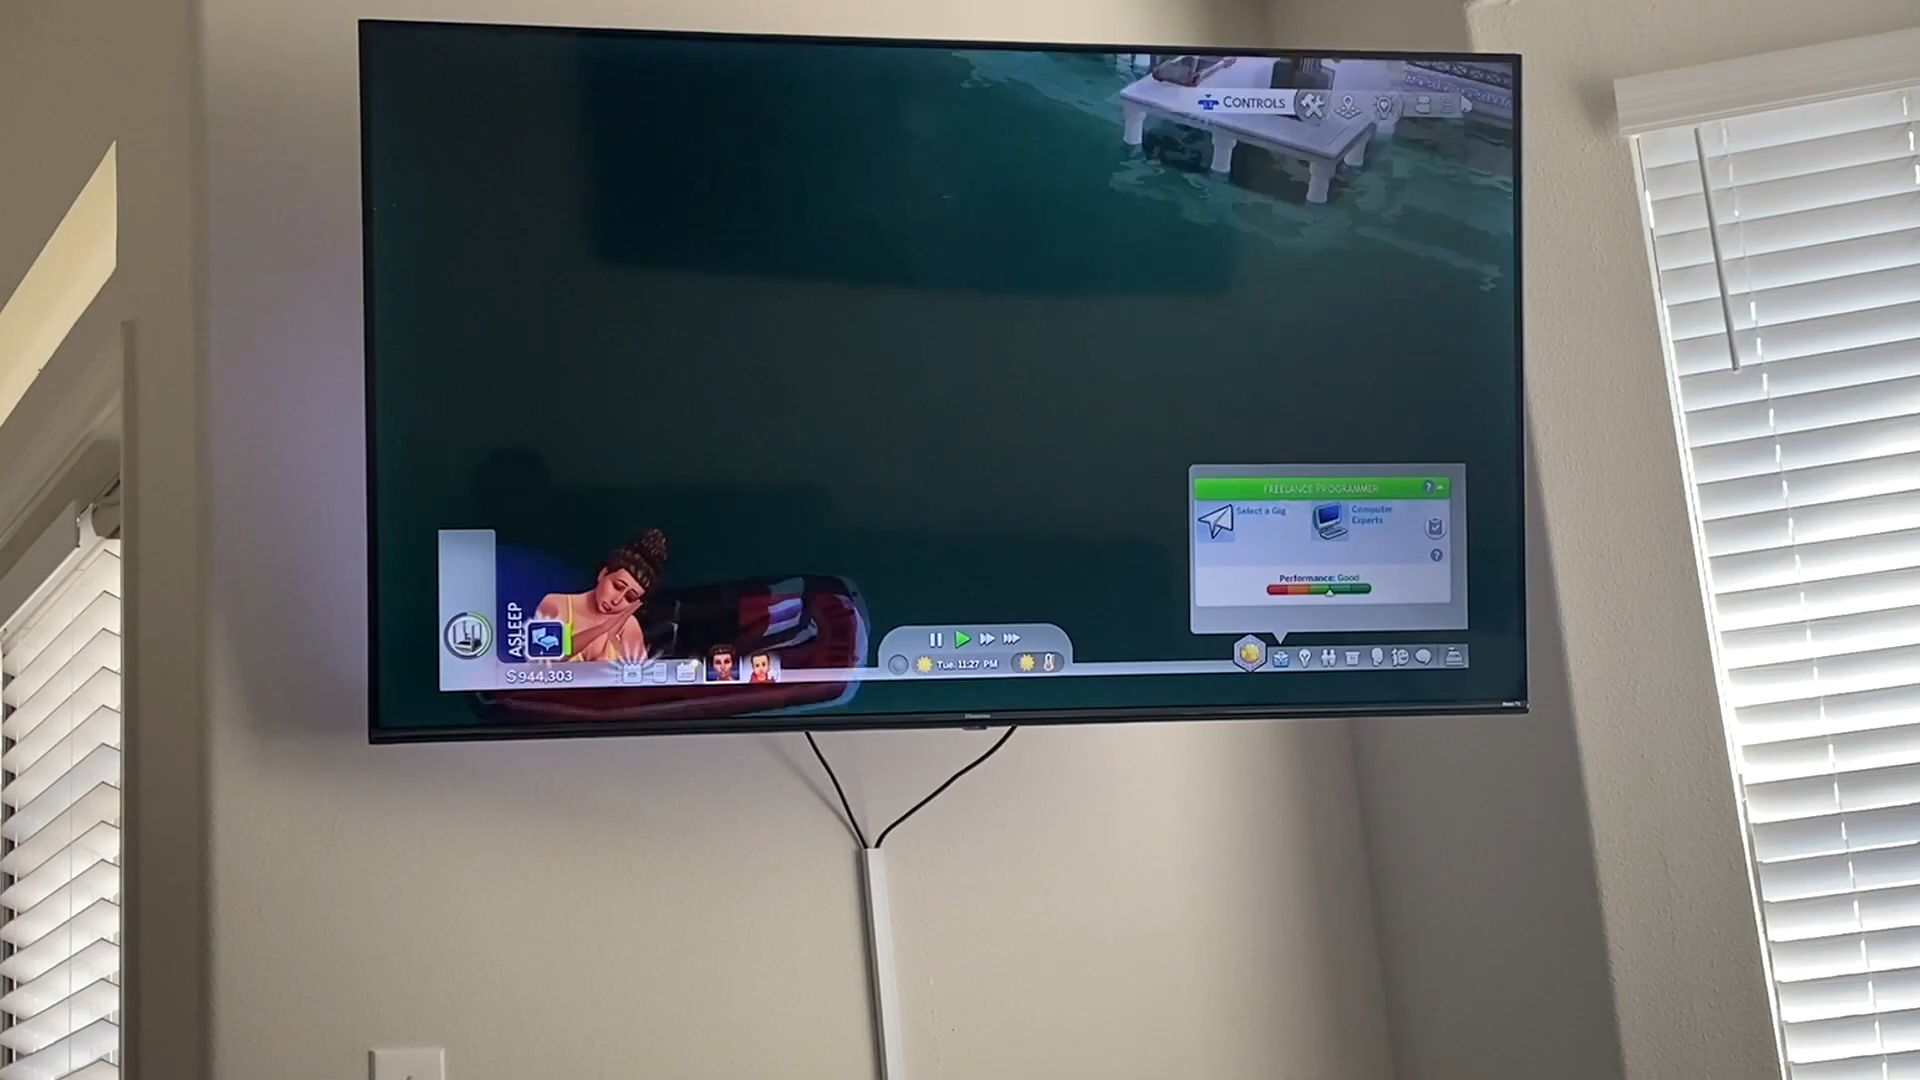 CONTROLS
FREELANCE PROGRAMMER
Select a Gig
Computer
Experts
Performance: Good
ASLEEP
$944,303
Tue. 11:27 PM